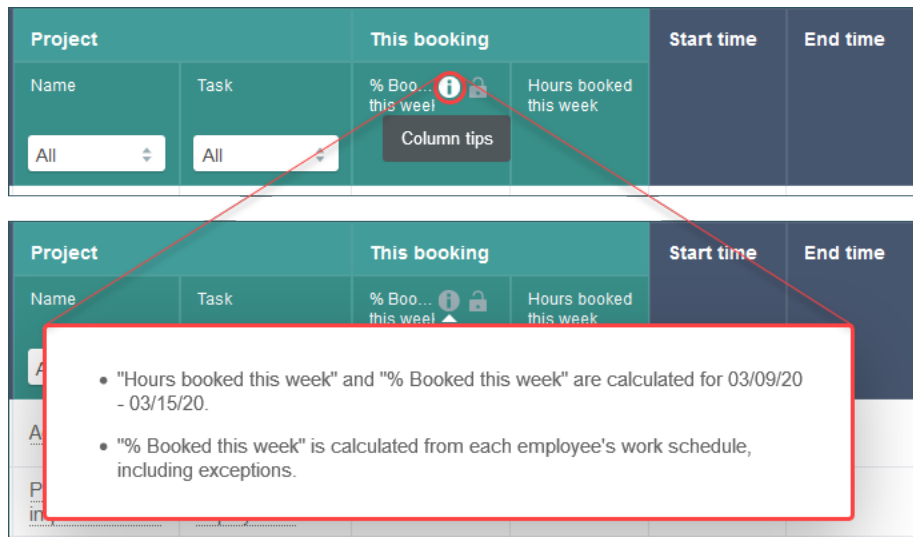 Project This booking Start time End time
Name Task % Boo... Hours booked
this week this week
Column tips
All All
Project This booking Start time End time
Name Task % Boo... Hours booked
this week this week
• "Hours booked this week" and "% Booked this week" are calculated for 03/09/20
- 03/15/20.
• "% Booked this week" is calculated from each employee's work schedule,
including exceptions.